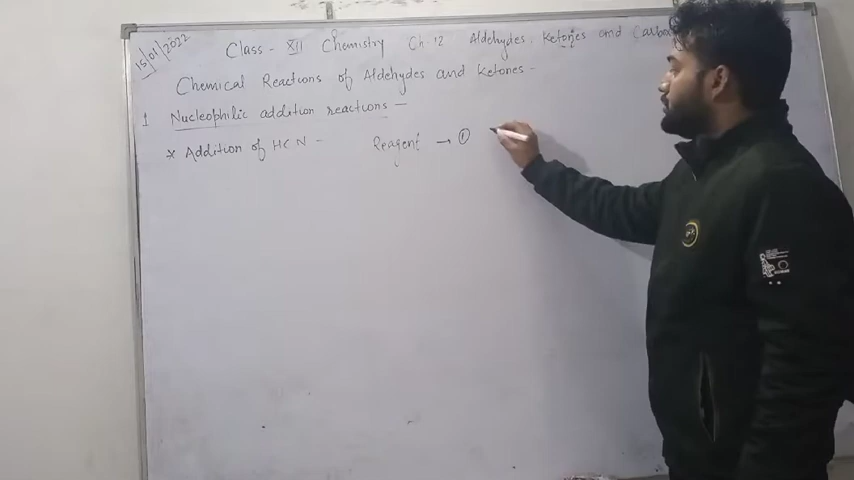 15/01/2022
Class - XII Chemistry Ch 12 Aldehydes, Ketones and Carbo
Chemical Reactions of Aldehydes and Ketones -
1 Nucleophilic addition reactions -
* Addition of HCN - Reagent → ①